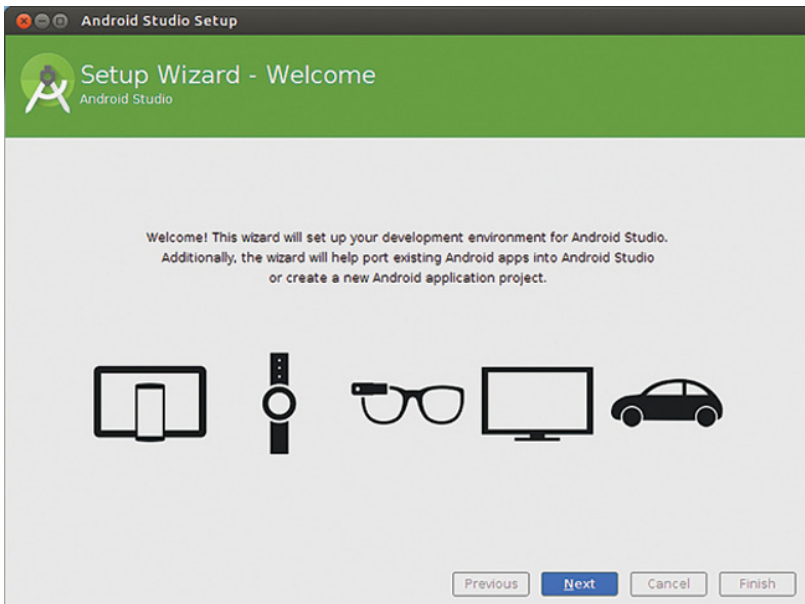 Android Studio Setup
Setup Wizard - Welcome
Android Studio
Welcome! This wizard will set up your development environment for Android Studio.
Additionally, the wizard will help port existing Android apps into Android Studio
or create a new Android application project.
Previous
Next
Cancel
Finish